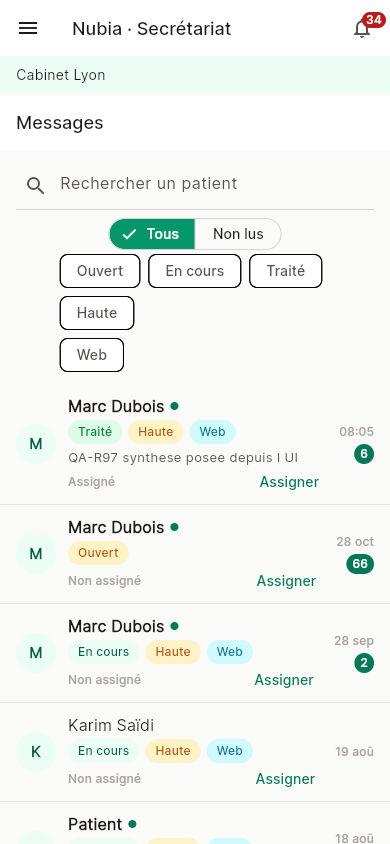 Nubia · Secrétariat
34
Cabinet Lyon
Messages
Rechercher un patient
Tous
Non lus
Ouvert
En cours
Traité
Haute
Web
Marc Dubois
M
Traité
Haute
Web
08:05
QA-R97 synthese posee depuis l UI
6
Assigné
Assigner
Marc Dubois
M
Ouvert
28 oct
66
Non assigné
Assigner
Marc Dubois
M
En cours
Haute
Web
28 sep
2
Non assigné
Assigner
Karim Saïdi
K
En cours
Haute
Web
19 aoû
Non assigné
Assigner
Patient
18 aoû